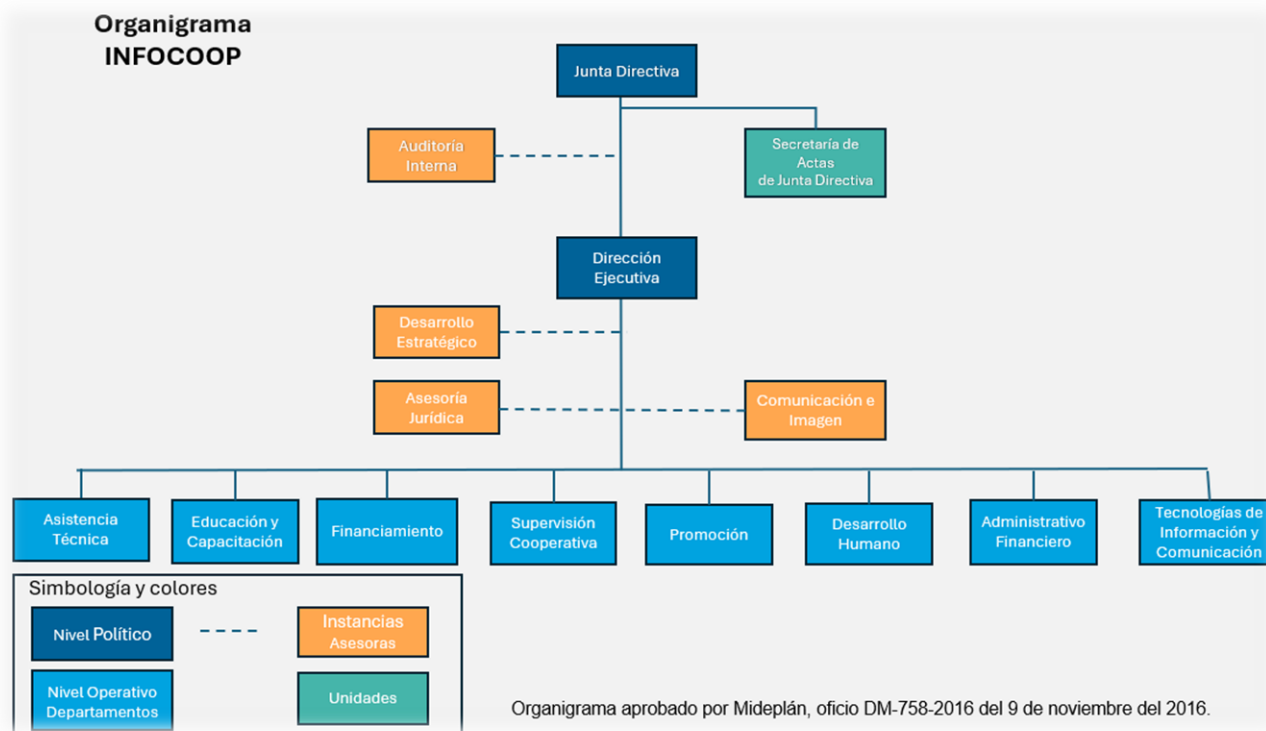 Organigrama
INFOCOOP
Junta Directiva
Auditoría
Interna
Secretaría de
Actas
de Junta Directiva
Dirección
Ejecutiva
Desarrollo
Estratégico
Asesoría
Jurídica
Comunicación e
Imagen
Asistencia
Técnica
Educación y
Capacitación
Financiamiento
Supervisión
Cooperativa
Promoción
Desarrollo
Humano
Administrativo
Financiero
Tecnologías de
Información y
Comunicación
Simbología y colores
Nivel Político
Instancias
Asesoras
Nivel Operativo
Departamentos
Unidades
Organigrama aprobado por Mideplán, oficio DM-758-2016 del 9 de noviembre del 2016.